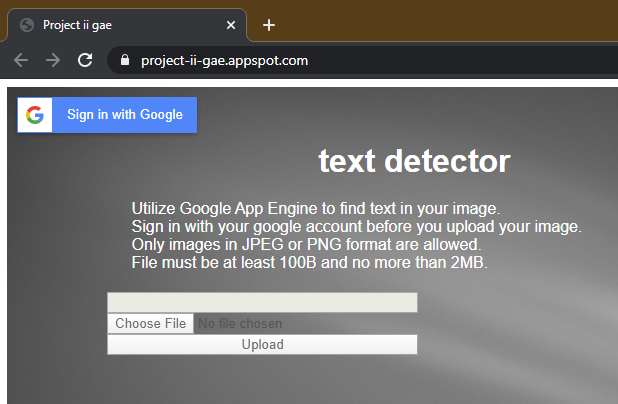 Project ii gae
project-ii-gae.appspot.com
Sign in with Google
text detector
Utilize Google App Engine to find text in your image.
Sign in with your google account before you upload your image.
Only images in JPEG or PNG format are allowed.
File must be at least 100B and no more than 2MB.
Choose File No file chosen
Upload